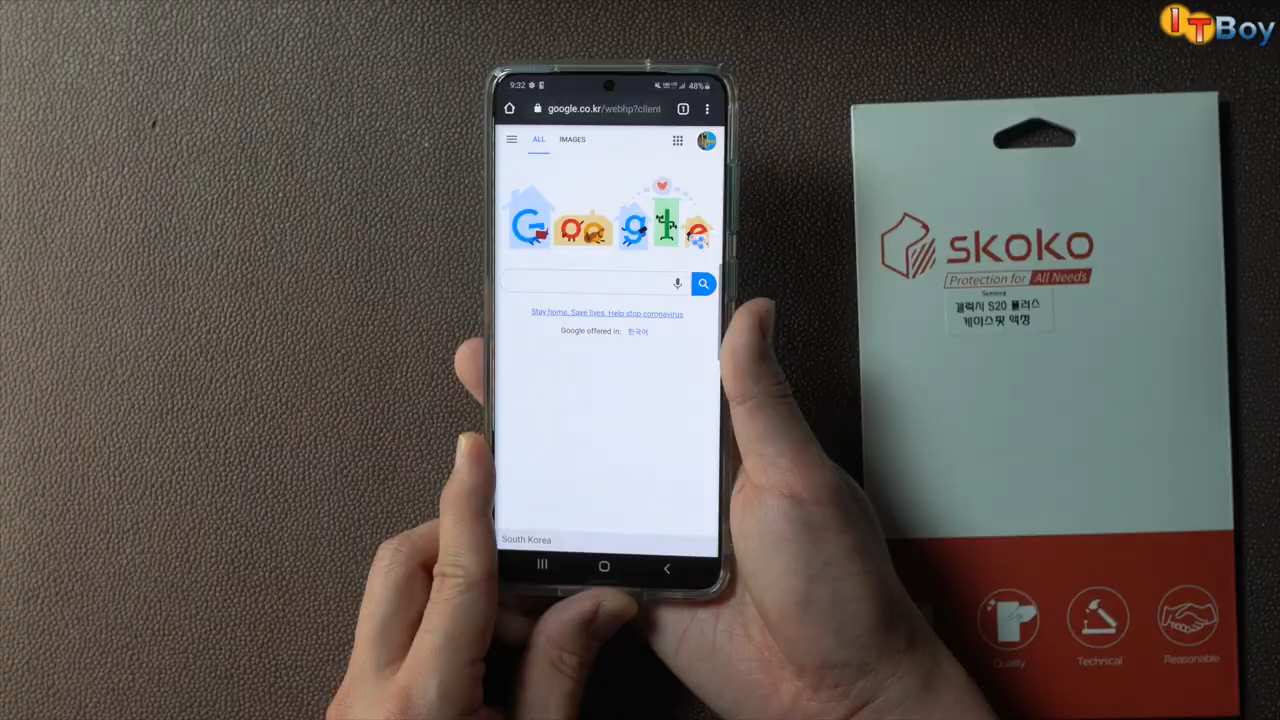 ITBoy
9:32
48%
google.co.kr/webhp?client
1
ALL IMAGES
Google
Stay home. Save lives. Help stop coronavirus
Google offered in: 한국어
South Korea
SKOKO
Protection for All Needs
갤럭시 S20 플러스
케이스핏 액정
Quality
Technical
Reasonable